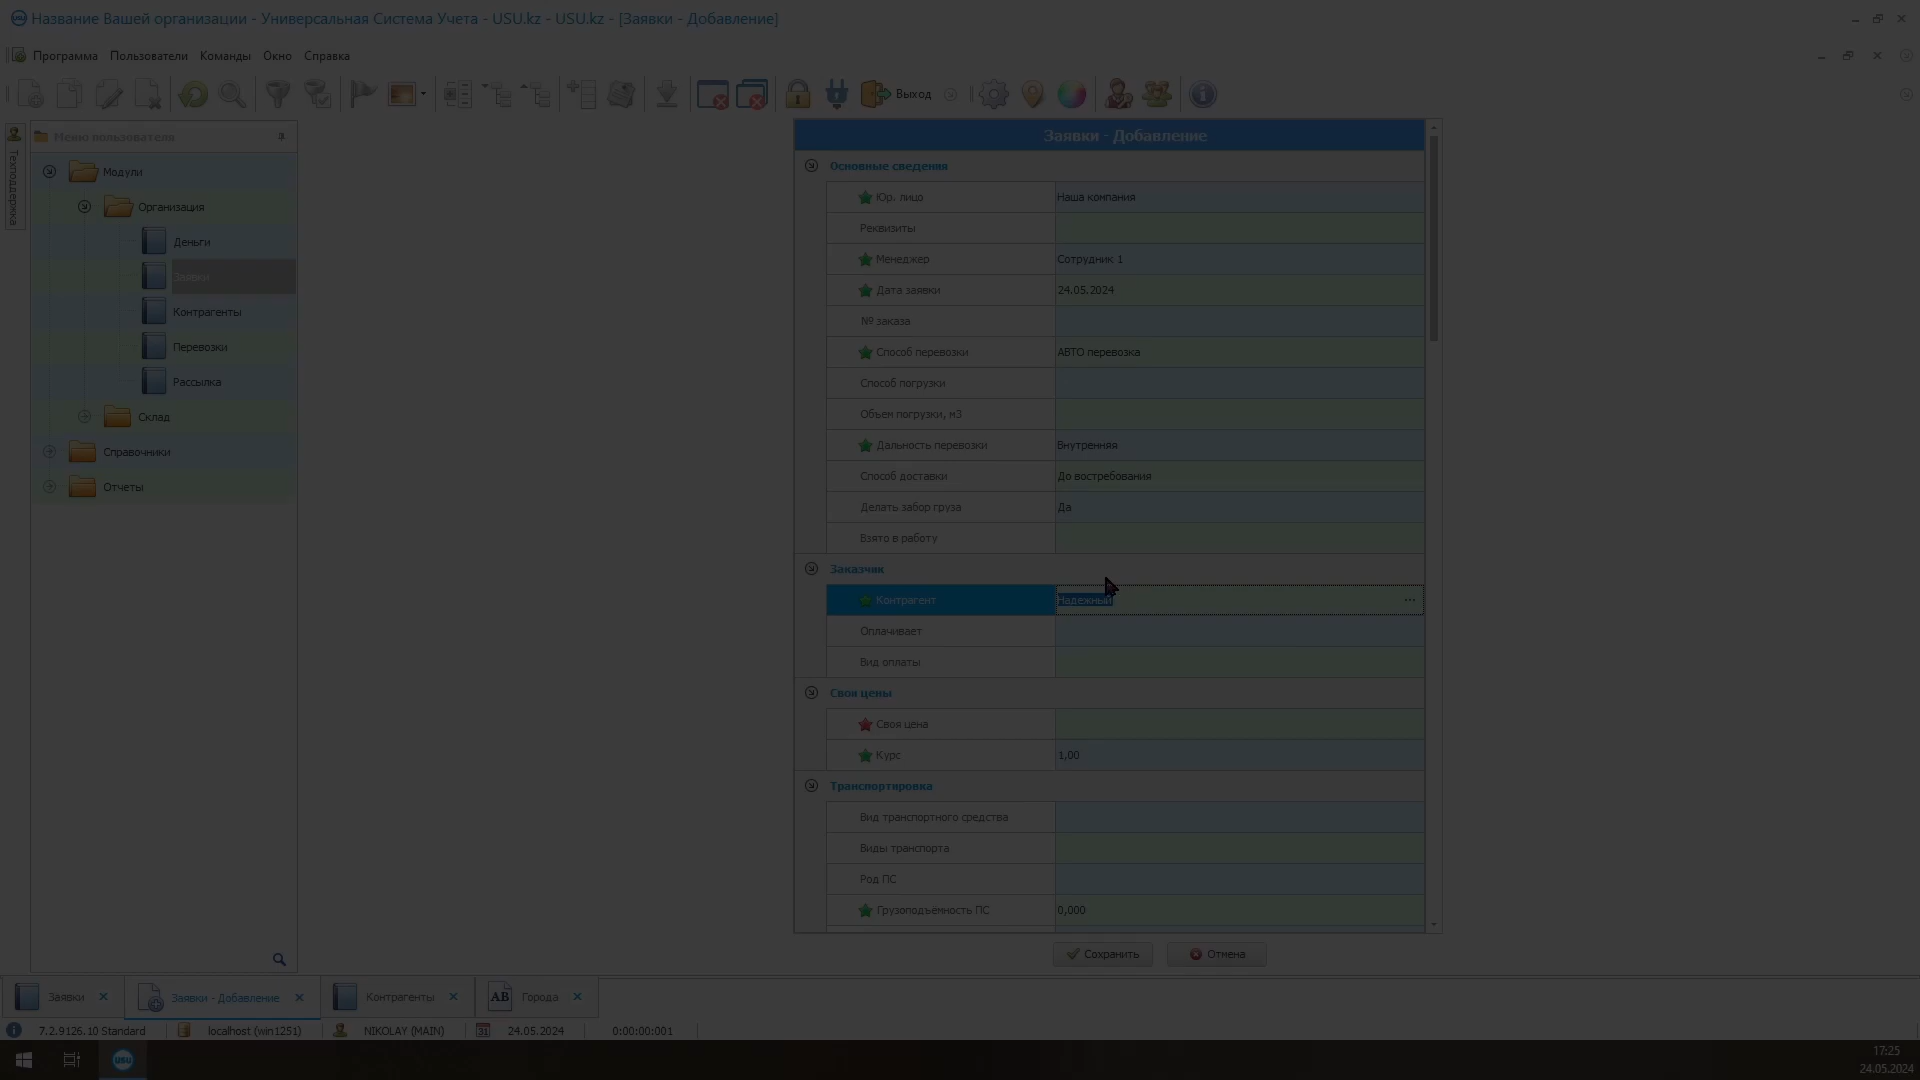 Название Вашей организации - Универсальная Система Учета - USU.kz - USU.kz - [Заявки - Добавление]
Программа Пользователи Команды Окно Справка
Выход
Техподдержка
Меню пользователя
Модули
Организация
Деньги
Заявки
Контрагенты
Перевозки
Рассылка
Склад
Справочники
Отчеты
Заявки - Добавление
Основные сведения
Юр. лицо Наша компания
Реквизиты
Менеджер Сотрудник 1
Дата заявки 24.05.2024
№ заказа
Способ перевозки АВТО перевозка
Способ погрузки
Объем погрузки, м3
Дальность перевозки Внутренняя
Способ доставки До востребования
Делать забор груза Да
Взято в работу
Заказчик
Контрагент Надежный ...
Оплачивает
Вид оплаты
Свои цены
Своя цена
Курс 1,00
Транспортировка
Вид транспортного средства
Виды транспорта
Род ПС
Грузоподъёмность ПС 0,000
Сохранить Отмена
Заявки Заявки - Добавление Контрагенты AB Города
7.2.9126.10 Standard localhost (win1251) NIKOLAY (MAIN) 31 24.05.2024 0:00:00:001
USU 17:25
24.05.2024